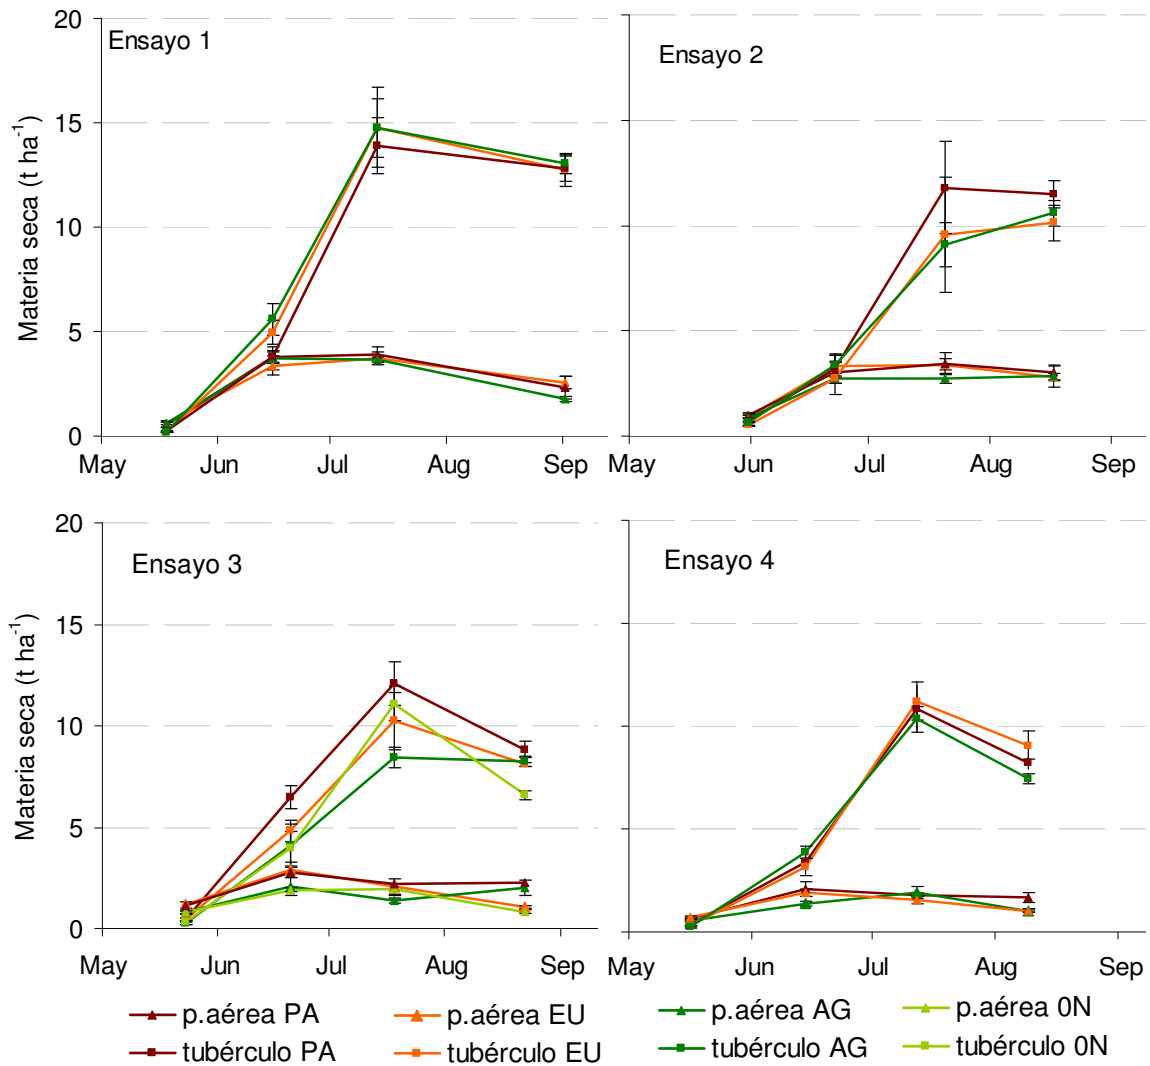 Ensayo 1
Materia seca (t ha-1)
20
15
10
5
0
May Jun Jul Aug Sep
Ensayo 2
May Jun Jul Aug Sep
Ensayo 3
Materia seca (t ha-1)
20
15
10
5
0
May Jun Jul Aug Sep
Ensayo 4
May Jun Jul Aug Sep
p.aérea PA p.aérea EU p.aérea AG p.aérea 0N
tubérculo PA tubérculo EU tubérculo AG tubérculo 0N